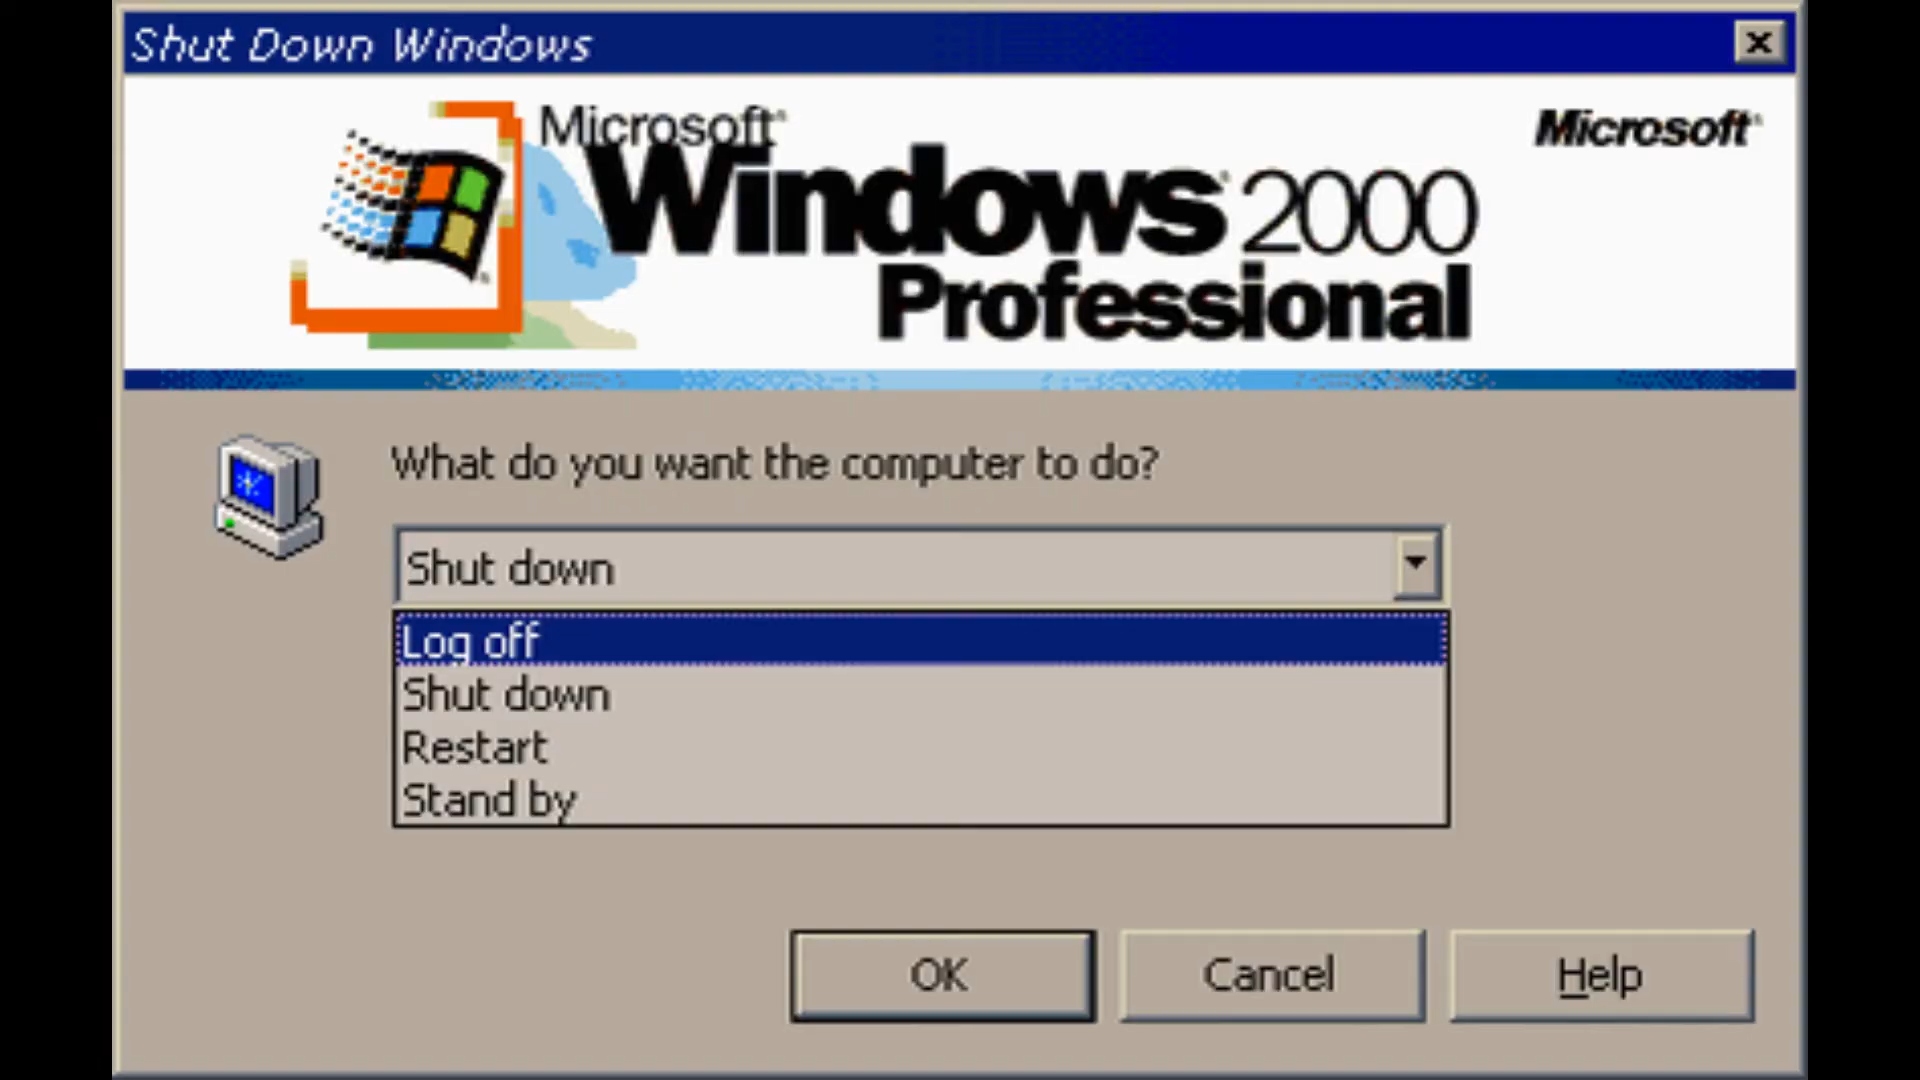 Shut Down Windows
Microsoft
Microsoft
Windows 2000
Professional
What do you want the computer to do?
Shut down
Log off
Shut down
Restart
Stand by
OK Cancel Help